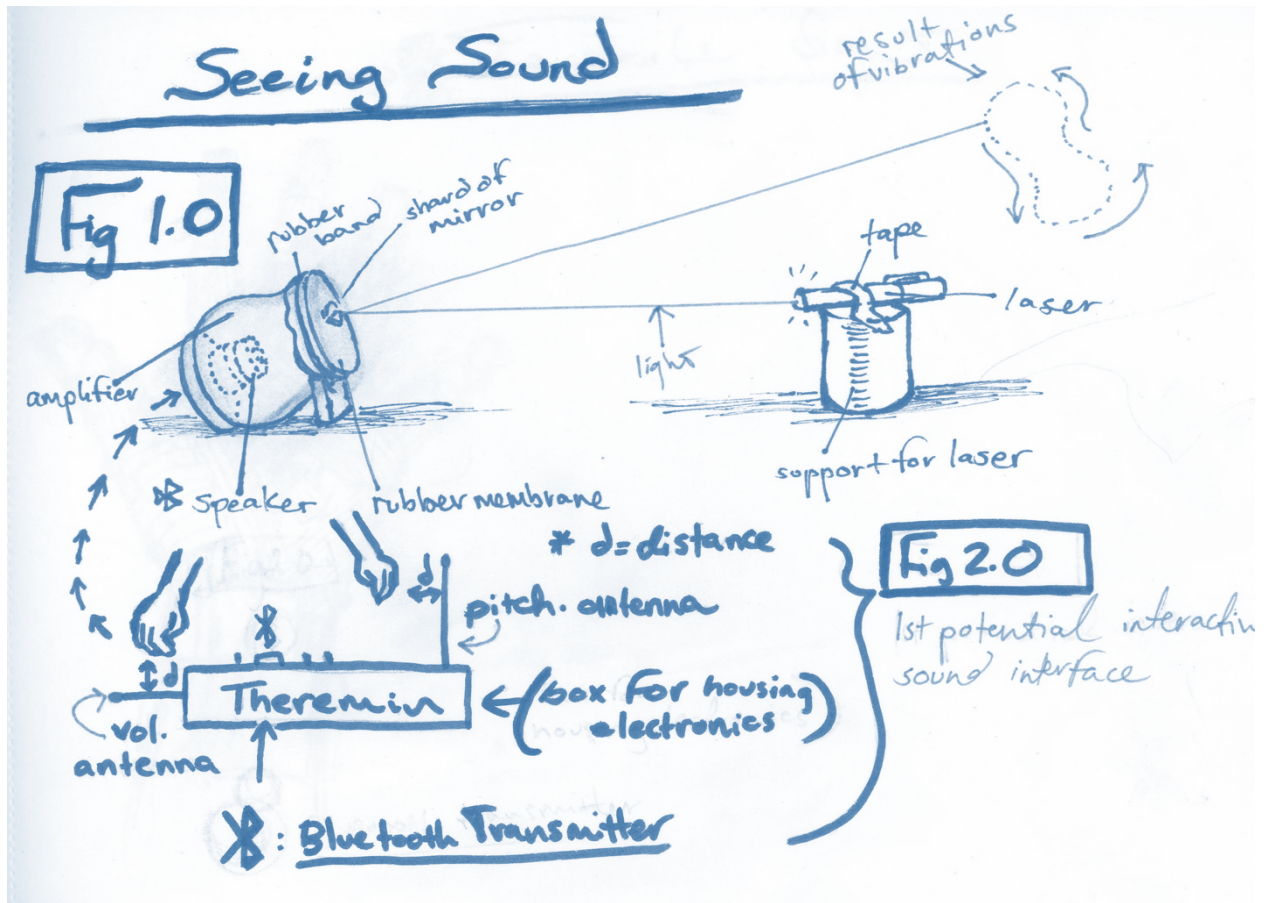 Seeing Sound
result
of vibrations
Fig 1.0
rubber
band
shard of
mirror
tape
laser
light
amplifier
support for laser
speaker
rubber membrane
* d=distance
Fig 2.0
d
pitch. antenna
1st potential interactin
sound interface
d
Theremin
(box for housing
electronics)
vol.
antenna
: Bluetooth Transmitter